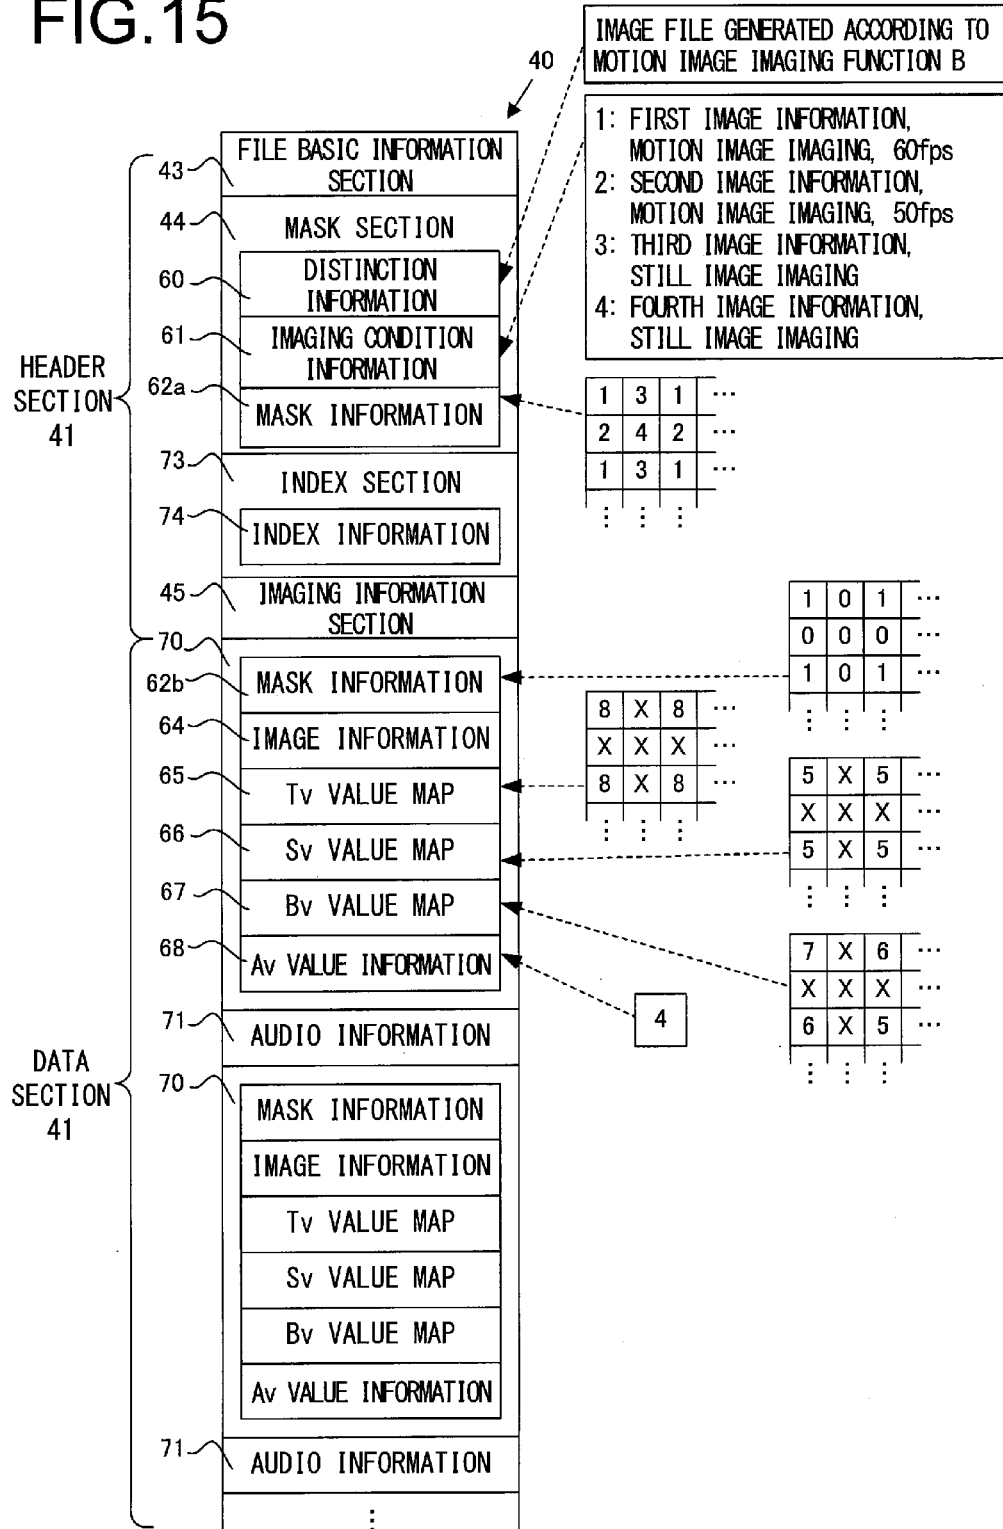 FIG.15
IMAGE FILE GENERATED ACCORDING TO
MOTION IMAGE IMAGING FUNCTION B
40
1: FIRST IMAGE INFORMATION,
MOTION IMAGE IMAGING, 60fps
2: SECOND IMAGE INFORMATION,
MOTION IMAGE IMAGING, 50fps
3: THIRD IMAGE INFORMATION,
STILL IMAGE IMAGING
4: FOURTH IMAGE INFORMATION,
STILL IMAGE IMAGING
HEADER
SECTION
41
43
FILE BASIC INFORMATION
SECTION
44
MASK SECTION
60
DISTINCTION
INFORMATION
61
IMAGING CONDITION
INFORMATION
62a
MASK INFORMATION
1 3 1 ...
2 4 2 ...
1 3 1 ...
⋮ ⋮ ⋮
73
INDEX SECTION
74
INDEX INFORMATION
45
IMAGING INFORMATION
SECTION
DATA
SECTION
41
70
62b
MASK INFORMATION
1 0 1 ...
0 0 0 ...
1 0 1 ...
⋮ ⋮ ⋮
64
IMAGE INFORMATION
65
Tv VALUE MAP
8 X 8 ...
X X X ...
8 X 8 ...
⋮ ⋮ ⋮
66
Sv VALUE MAP
5 X 5 ...
X X X ...
5 X 5 ...
⋮ ⋮ ⋮
67
Bv VALUE MAP
7 X 6 ...
X X X ...
6 X 5 ...
⋮ ⋮ ⋮
68
Av VALUE INFORMATION
4
71
AUDIO INFORMATION
70
MASK INFORMATION
IMAGE INFORMATION
Tv VALUE MAP
Sv VALUE MAP
Bv VALUE MAP
Av VALUE INFORMATION
71
AUDIO INFORMATION
⋮